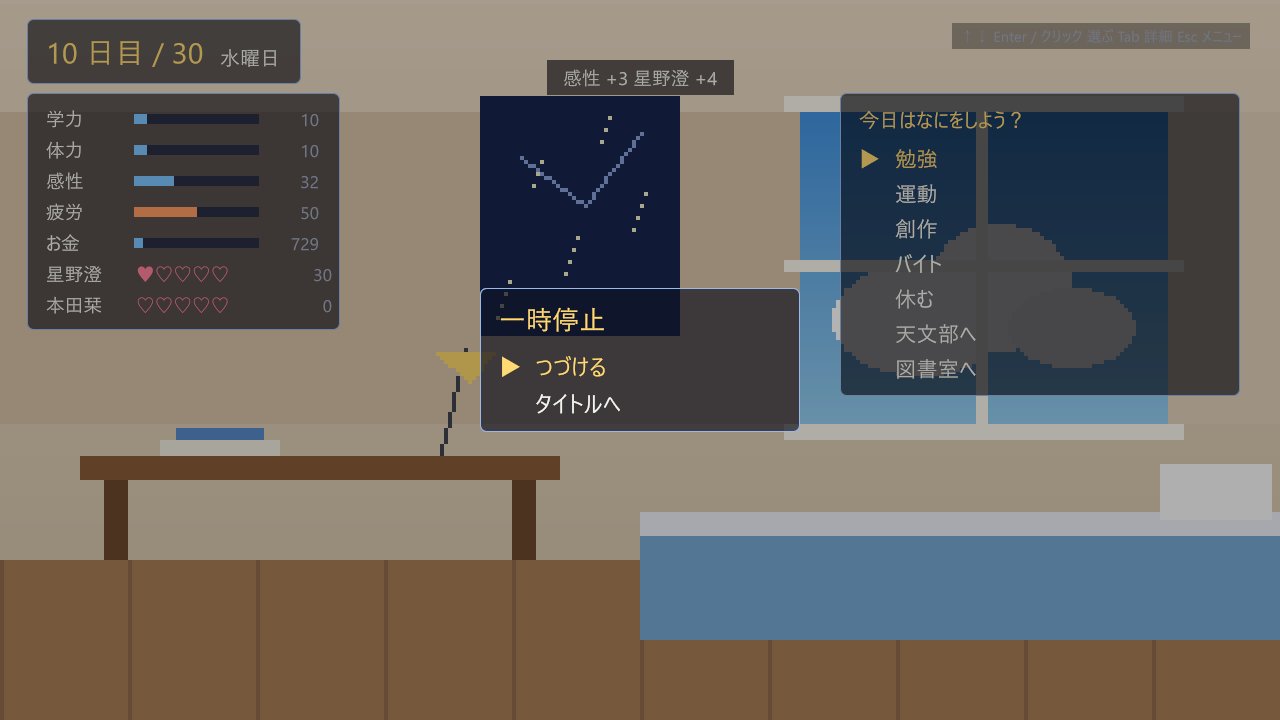 10 日目 / 30 水曜日
↑↓ Enter / クリック 選ぶ Tab 詳細 Esc メニュー
感性 +3 星野澄 +4
学力 10
体力 10
感性 32
疲労 50
お金 729
星野澄 ♥♡♡♡♡ 30
本田栞 ♡♡♡♡♡ 0
今日はなにをしよう？
▶ 勉強
運動
創作
バイト
休む
天文部へ
図書室へ
一時停止
▶ つづける
タイトルへ